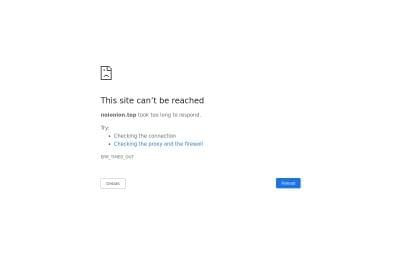 This site can't be reached
nolenion.top took too long to respond.
Try:
Checking the connection
Checking the proxy and the firewall
ERR_TIMED_OUT
Details
Reload